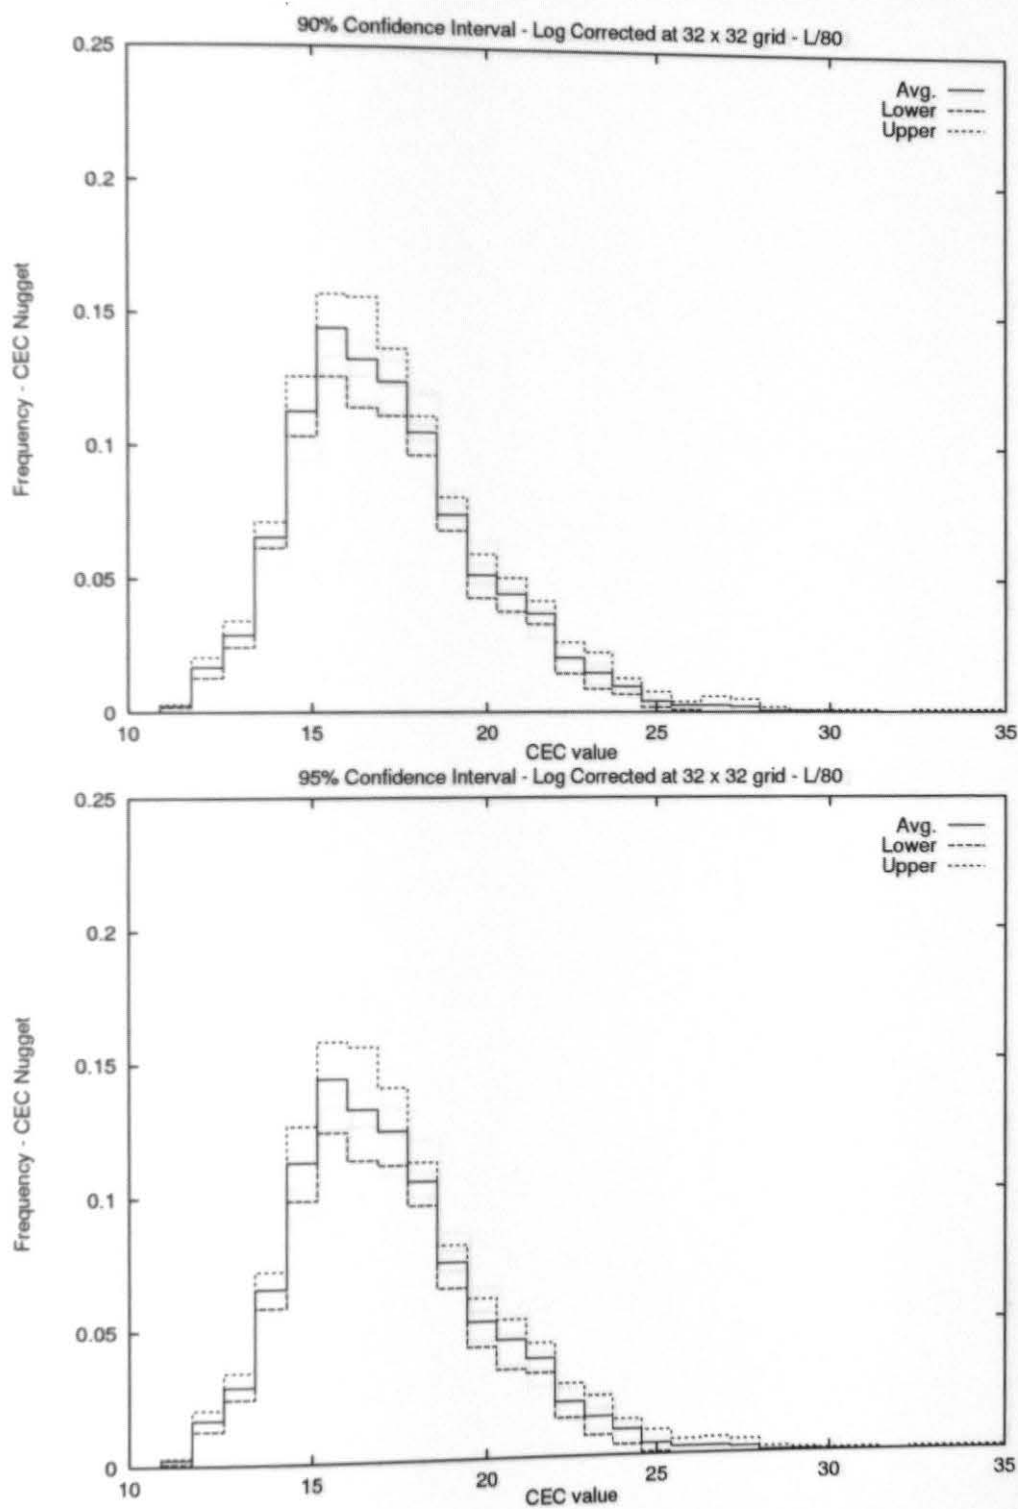 90% Confidence Interval - Log Corrected at 32 x 32 grid - L/80
0.25
0.2
0.15
0.1
0.05
0
Frequency - CEC Nugget
Avg.
Lower
Upper
10 15 20 25 30 35
CEC value
95% Confidence Interval - Log Corrected at 32 x 32 grid - L/80
0.25
0.2
0.15
0.1
0.05
0
Frequency - CEC Nugget
Avg.
Lower
Upper
10 15 20 25 30 35
CEC value